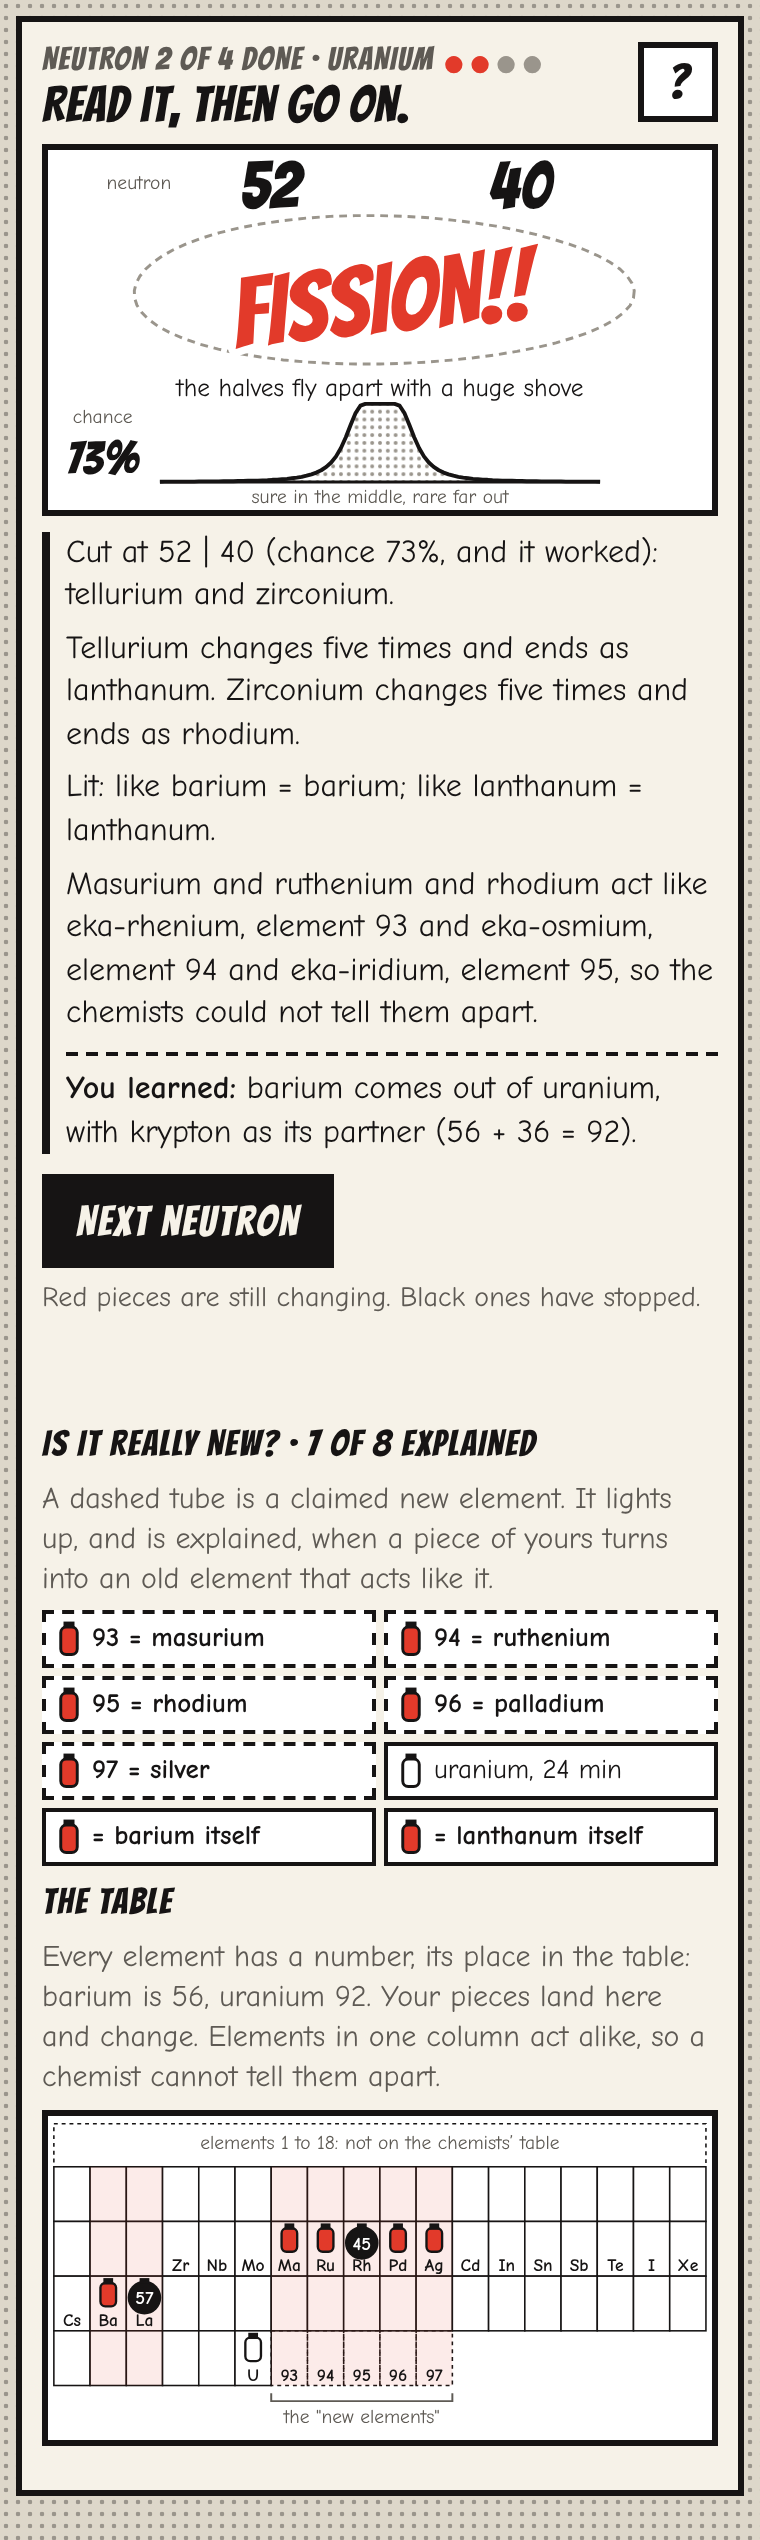 NEUTRON 2 OF 4 DONE · URANIUM
READ IT, THEN GO ON.
?
neutron 52 40
FISSION!!
the halves fly apart with a huge shove
chance
73%
sure in the middle, rare far out
Cut at 52 | 40 (chance 73%, and it worked):
tellurium and zirconium.
Tellurium changes five times and ends as
lanthanum. Zirconium changes five times and
ends as rhodium.
Lit: like barium = barium; like lanthanum =
lanthanum.
Masurium and ruthenium and rhodium act like
eka-rhenium, element 93 and eka-osmium,
element 94 and eka-iridium, element 95, so the
chemists could not tell them apart.
You learned: barium comes out of uranium,
with krypton as its partner (56 + 36 = 92).
NEXT NEUTRON
Red pieces are still changing. Black ones have stopped.
IS IT REALLY NEW? · 7 OF 8 EXPLAINED
A dashed tube is a claimed new element. It lights
up, and is explained, when a piece of yours turns
into an old element that acts like it.
93 = masurium
94 = ruthenium
95 = rhodium
96 = palladium
97 = silver
uranium, 24 min
= barium itself
= lanthanum itself
THE TABLE
Every element has a number, its place in the table:
barium is 56, uranium 92. Your pieces land here
and change. Elements in one column act alike, so a
chemist cannot tell them apart.
elements 1 to 18: not on the chemists' table
45
Zr Nb Mo Ma Ru Rh Pd Ag Cd In Sn Sb Te I Xe
57
Cs Ba La
U 93 94 95 96 97
the "new elements"